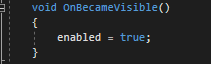 void OnBecameVisible()
{
enabled = true;
}